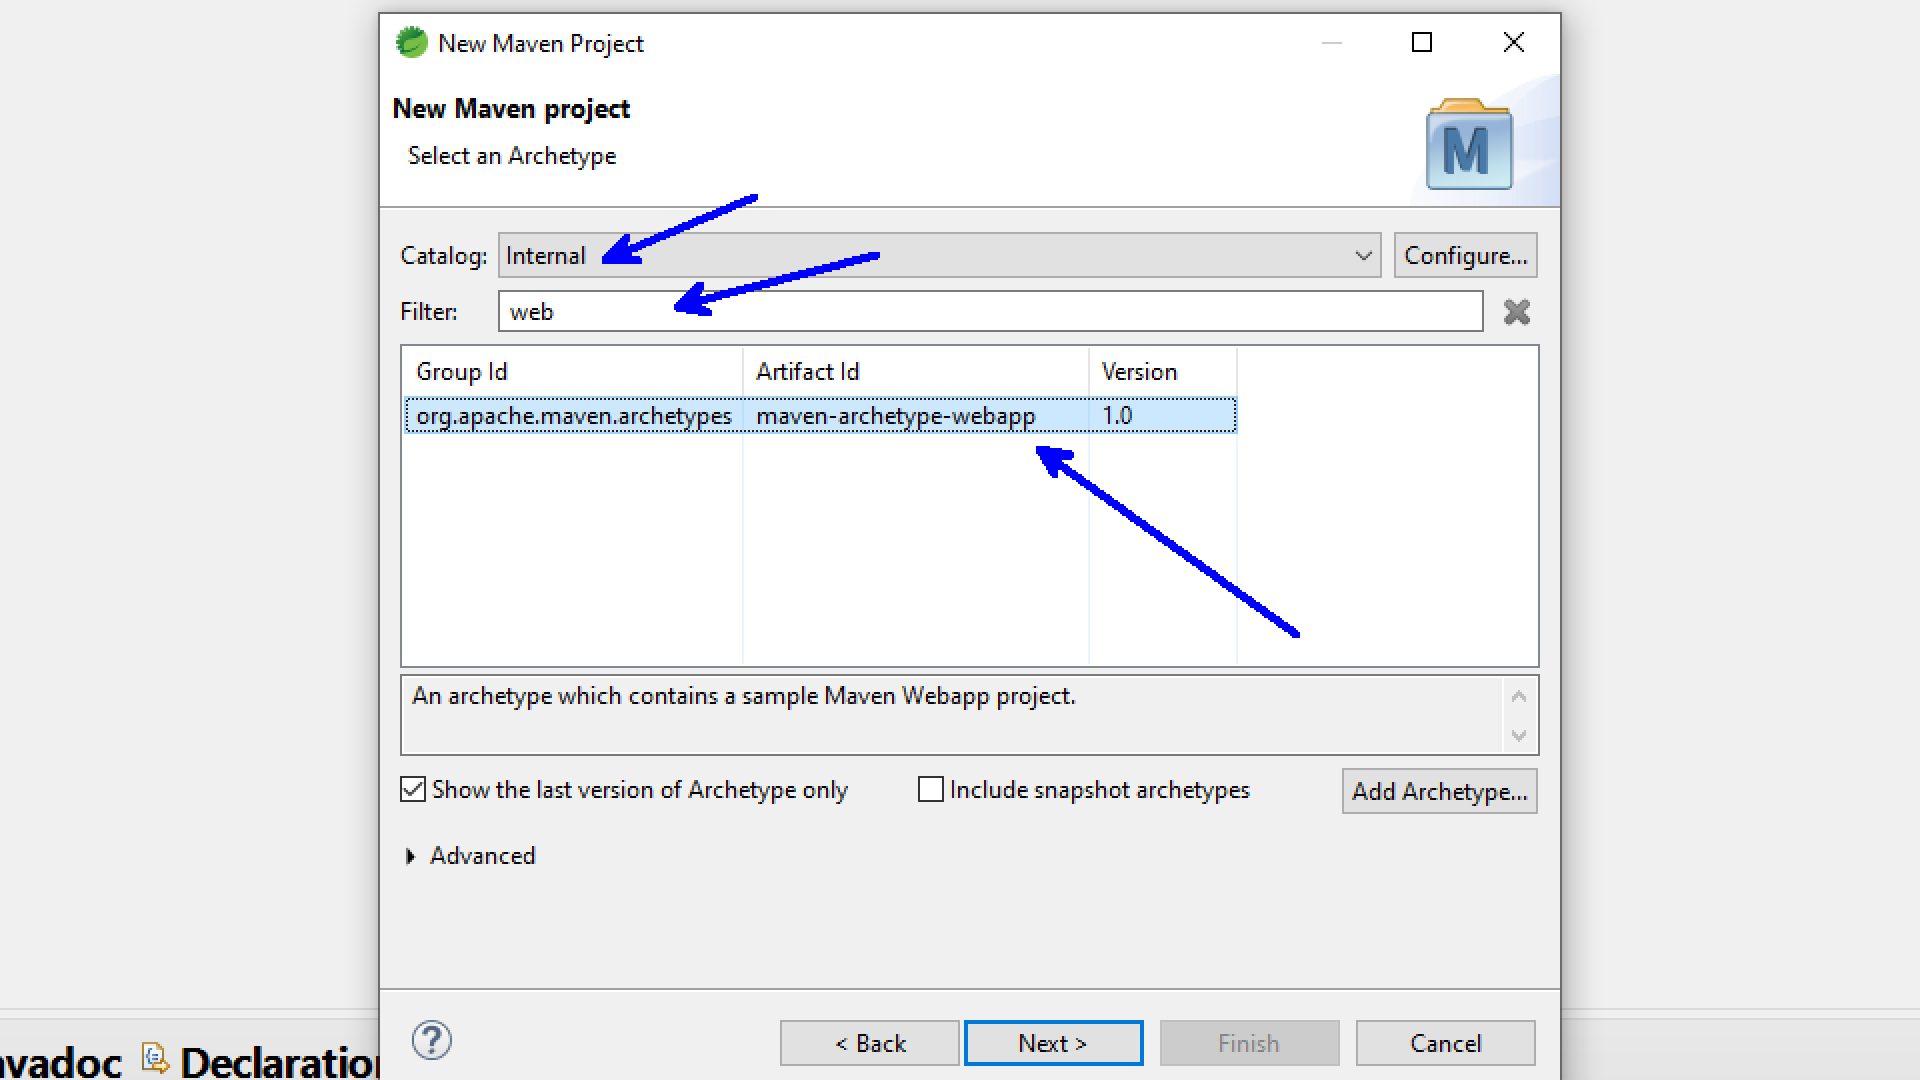 New Maven Project
New Maven project
Select an Archetype
M
Catalog: Internal Configure...
Filter: web
Group Id Artifact Id Version
org.apache.maven.archetypes maven-archetype-webapp 1.0
An archetype which contains a sample Maven Webapp project.
Show the last version of Archetype only Include snapshot archetypes Add Archetype...
Advanced
? < Back Next > Finish Cancel
avadoc Declaration